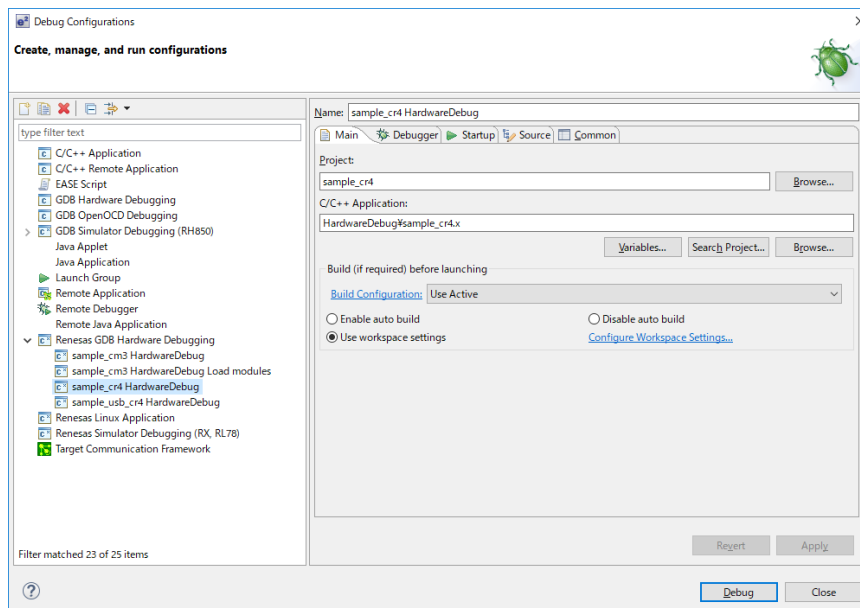 e² Debug Configurations
Create, manage, and run configurations
type filter text
C/C++ Application
C/C++ Remote Application
EASE Script
GDB Hardware Debugging
GDB OpenOCD Debugging
GDB Simulator Debugging (RH850)
Java Applet
Java Application
Launch Group
Remote Application
Remote Debugger
Remote Java Application
Renesas GDB Hardware Debugging
sample_cm3 HardwareDebug
sample_cm3 HardwareDebug Load modules
sample_cr4 HardwareDebug
sample_usb_cr4 HardwareDebug
Renesas Linux Application
Renesas Simulator Debugging (RX, RL78)
Target Communication Framework
Filter matched 23 of 25 items
Name: sample_cr4 HardwareDebug
Main Debugger Startup Source Common
Project:
sample_cr4 Browse...
C/C++ Application:
HardwareDebug¥sample_cr4.x
Variables... Search Project... Browse...
Build (if required) before launching
Build Configuration: Use Active
Enable auto build Disable auto build
Use workspace settings Configure Workspace Settings...
Revert Apply
? Debug Close